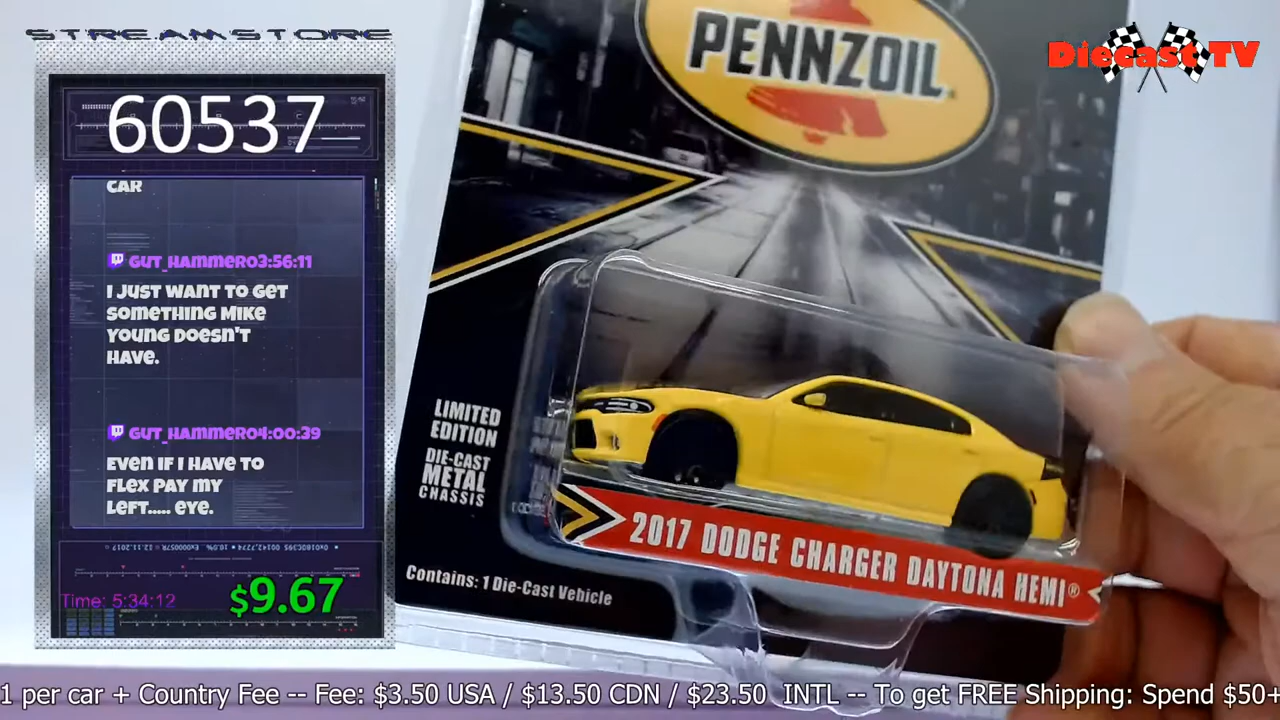 STREAMSTORE
60537
CAR
GUT_HAMMER03:56:11
I JUST WANT TO GET
SOMETHING MIKE
YOUNG DOESN'T
HAVE.
GUT_HAMMER04:00:39
EVEN IF I HAVE TO
FLEX PAY MY
LEFT..... EYE.
Time: 5:34:12
$9.67
PENNZOIL.
Diecast TV
LIMITED
EDITION
DIE-CAST
METAL
CHASSIS
2017 DODGE CHARGER DAYTONA HEMI®
Contains: 1 Die-Cast Vehicle
1 per car + Country Fee -- Fee: $3.50 USA / $13.50 CDN / $23.50 INTL -- To get FREE Shipping: Spend $50+